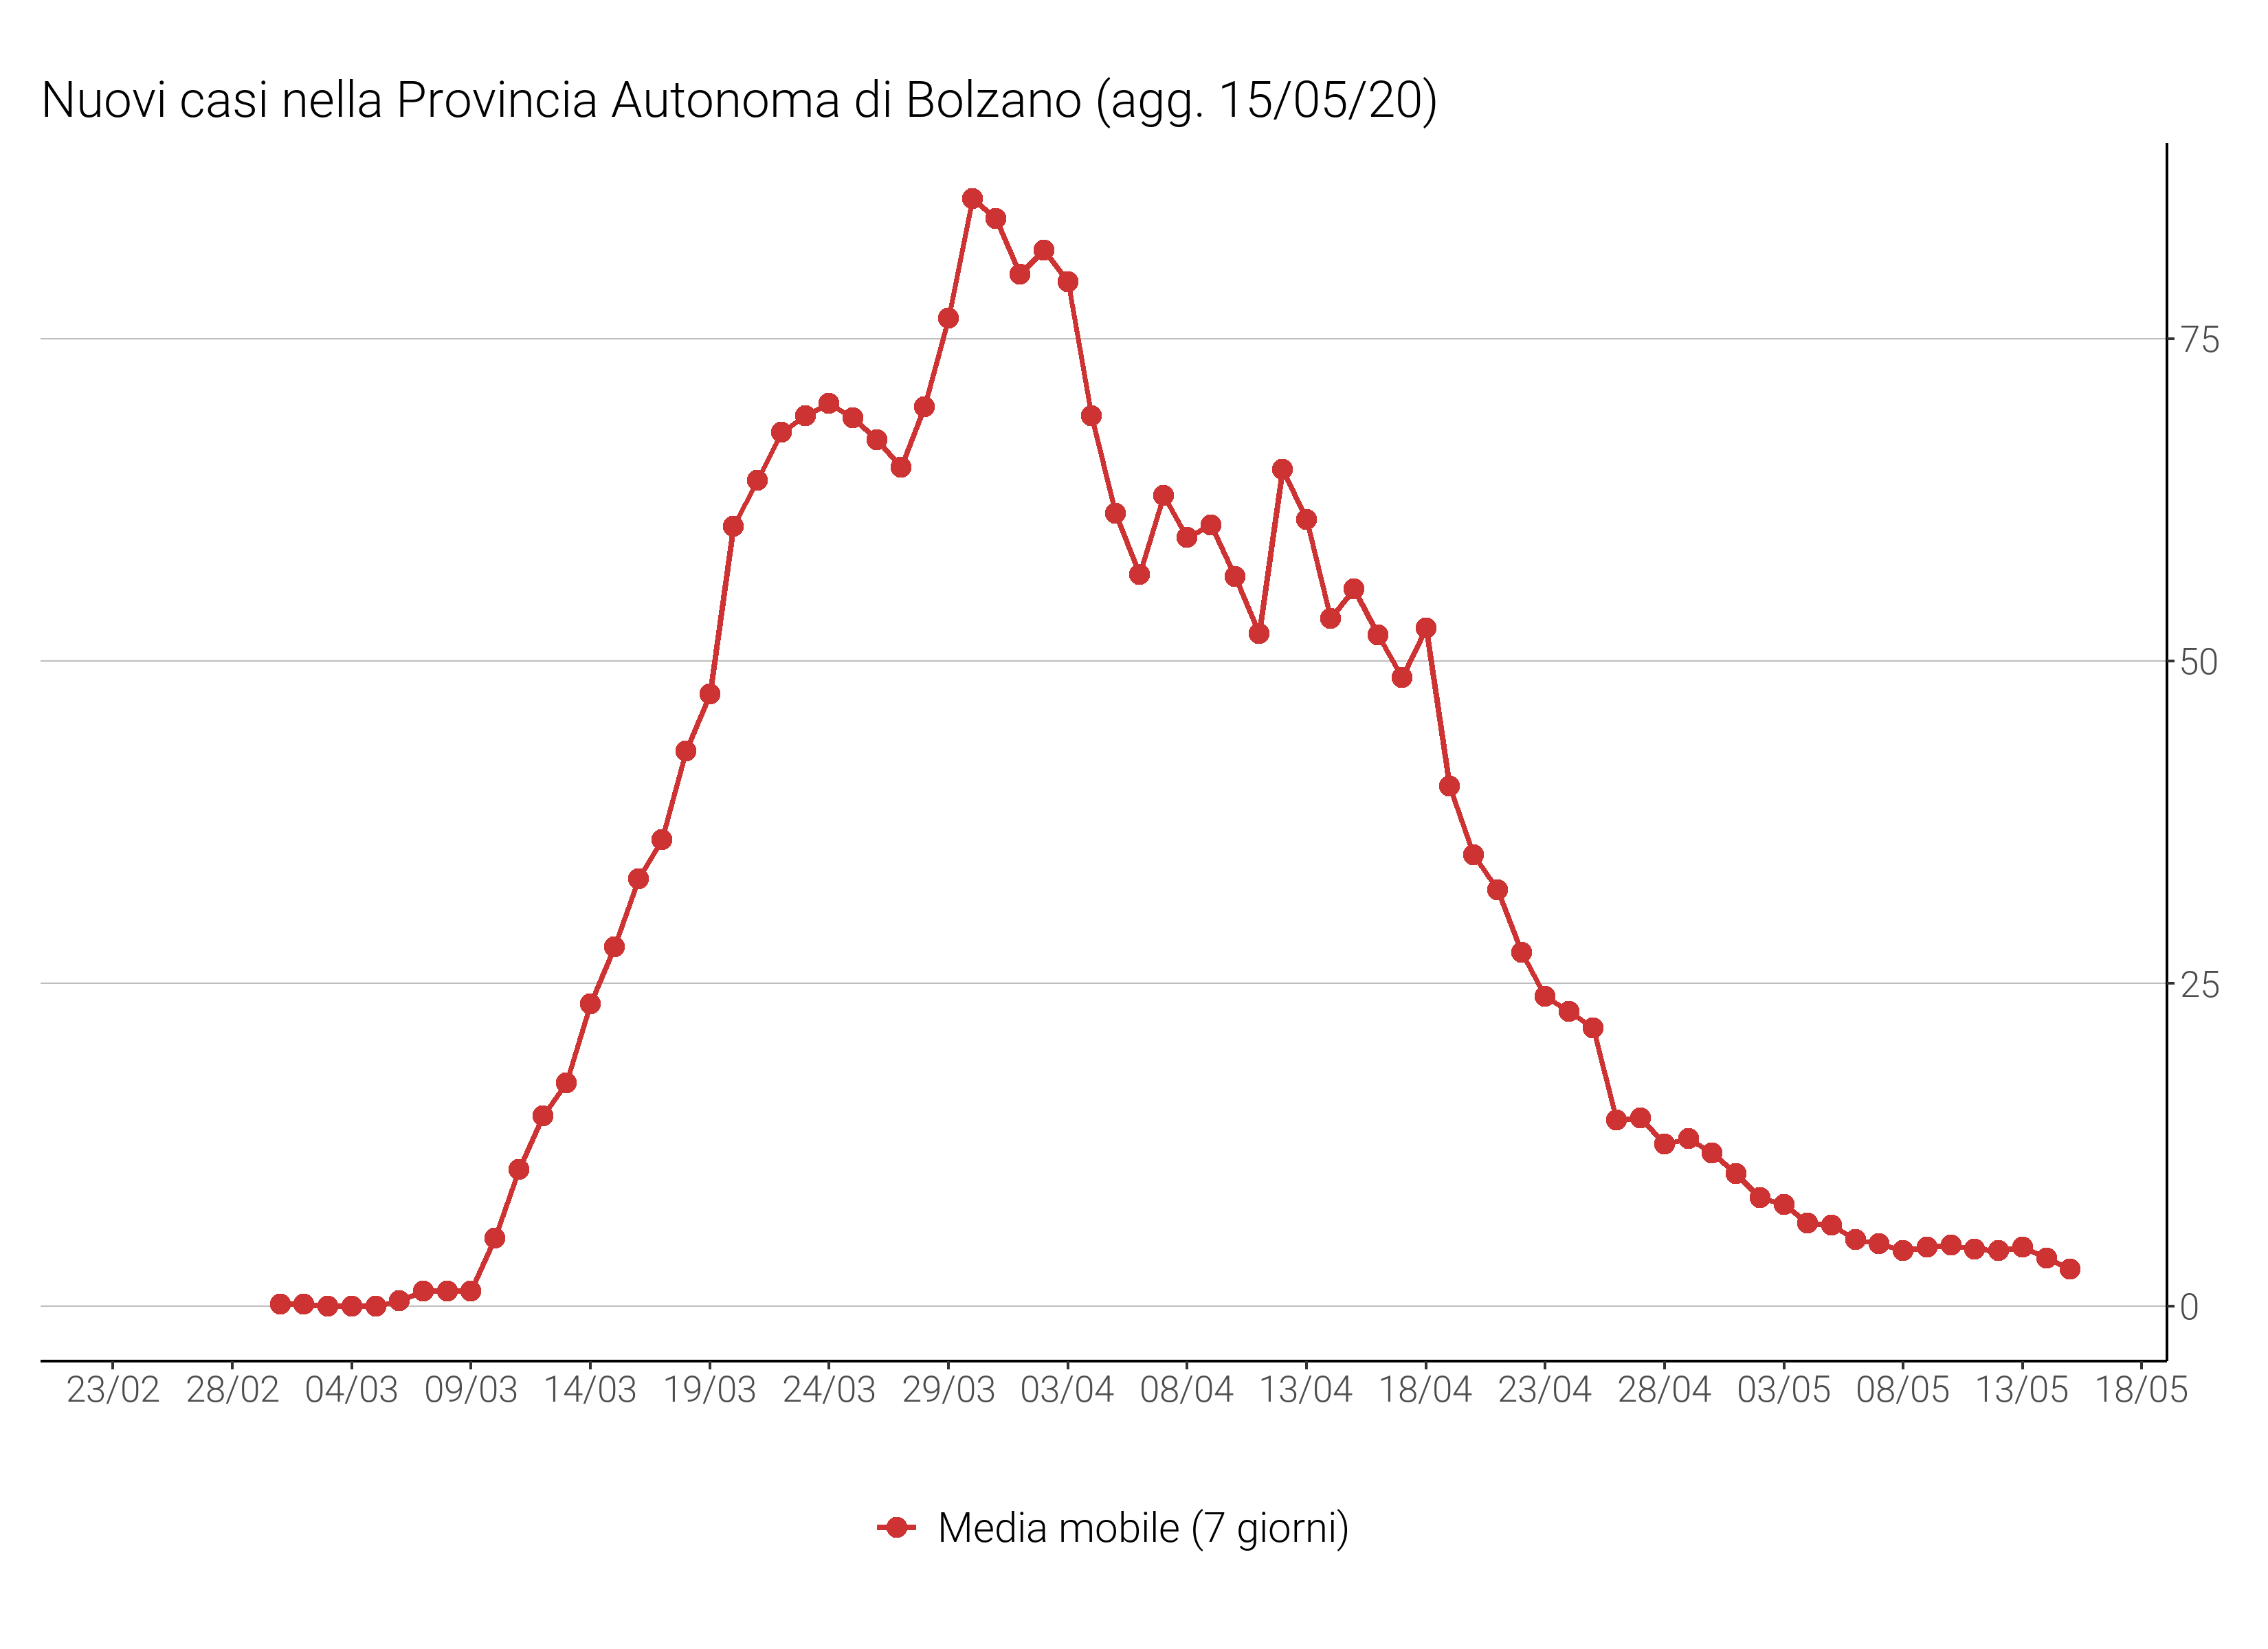 Nuovi casi nella Provincia Autonoma di Bolzano (agg. 15/05/20)
75
50
25
0
23/02 28/02 04/03 09/03 14/03 19/03 24/03 29/03 03/04 08/04 13/04 18/04 23/04 28/04 03/05 08/05 13/05 18/05
Media mobile (7 giorni)